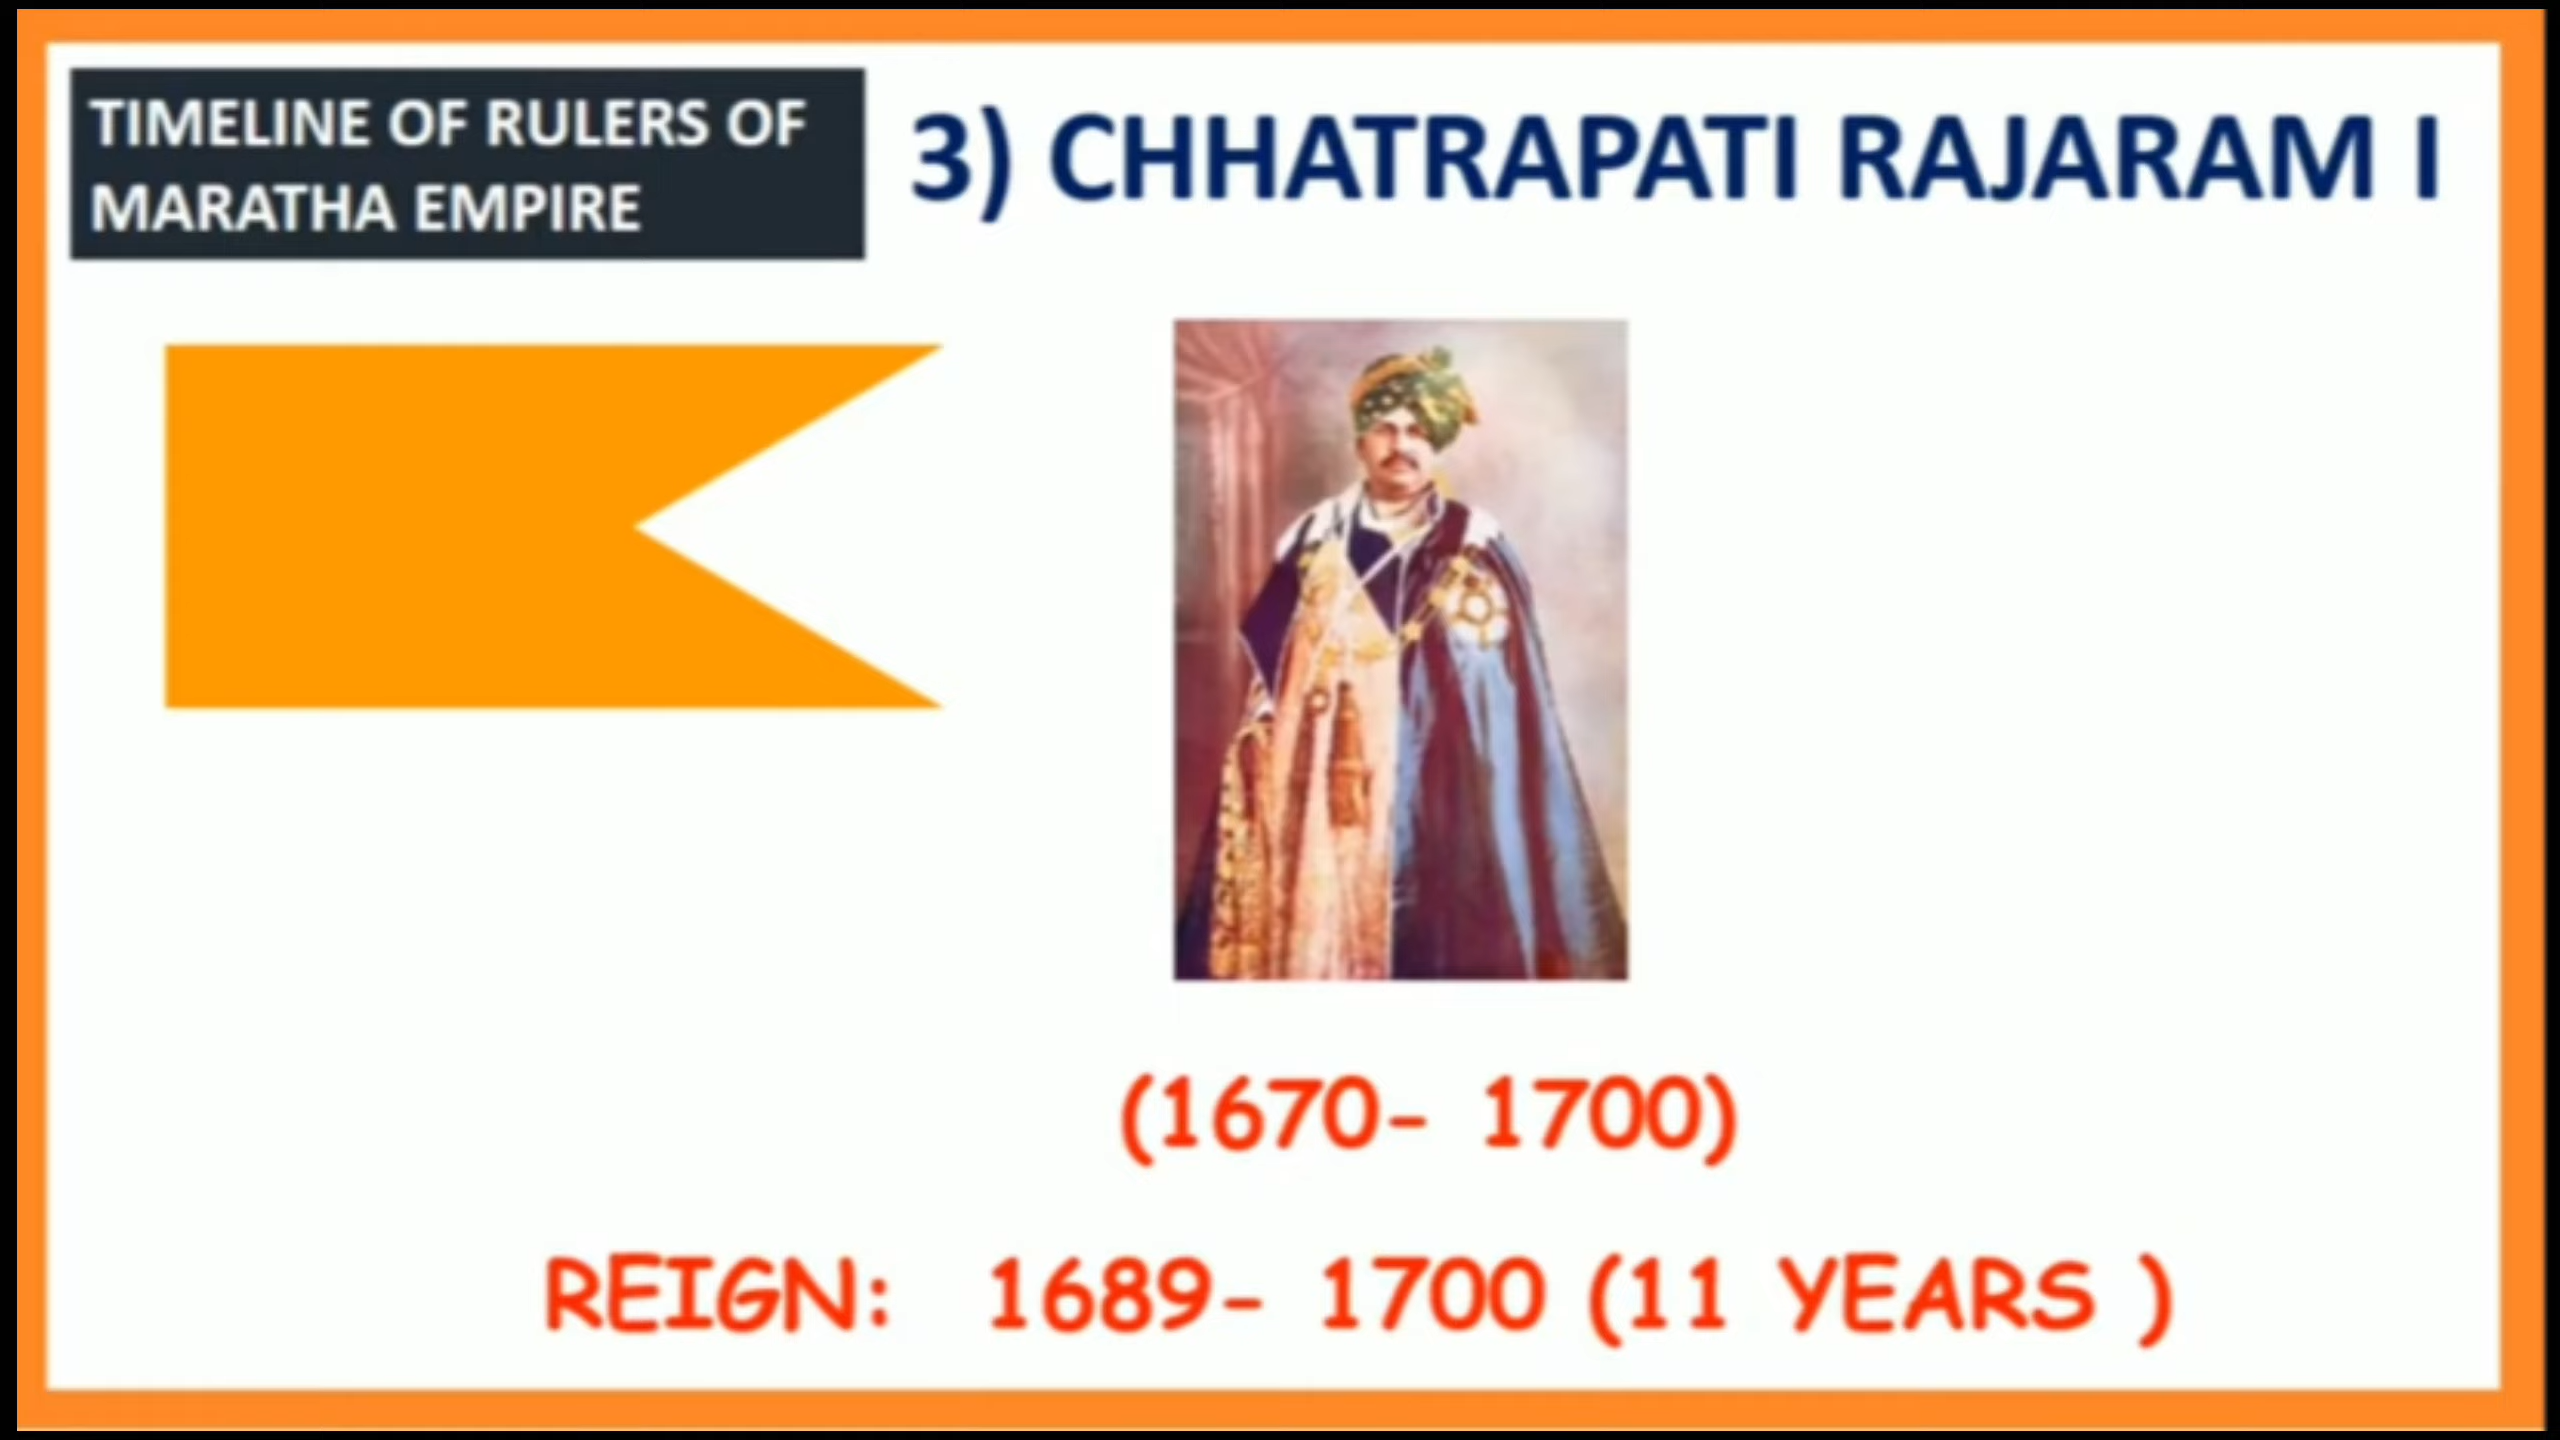 TIMELINE OF RULERS OF
MARATHA EMPIRE
3) CHHATRAPATI RAJARAM I
(1670- 1700)
REIGN: 1689- 1700 (11 YEARS )